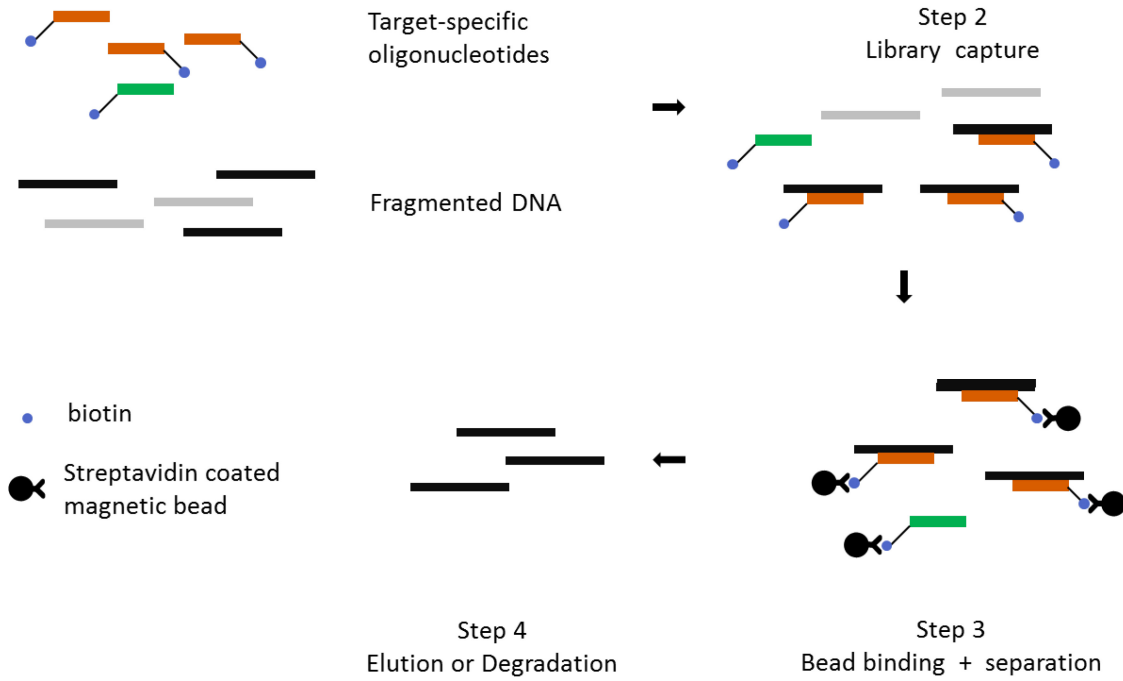 Target-specific
oligonucleotides
Fragmented DNA
Step 2
Library capture
biotin
Streptavidin coated
magnetic bead
Step 4
Elution or Degradation
Step 3
Bead binding + separation